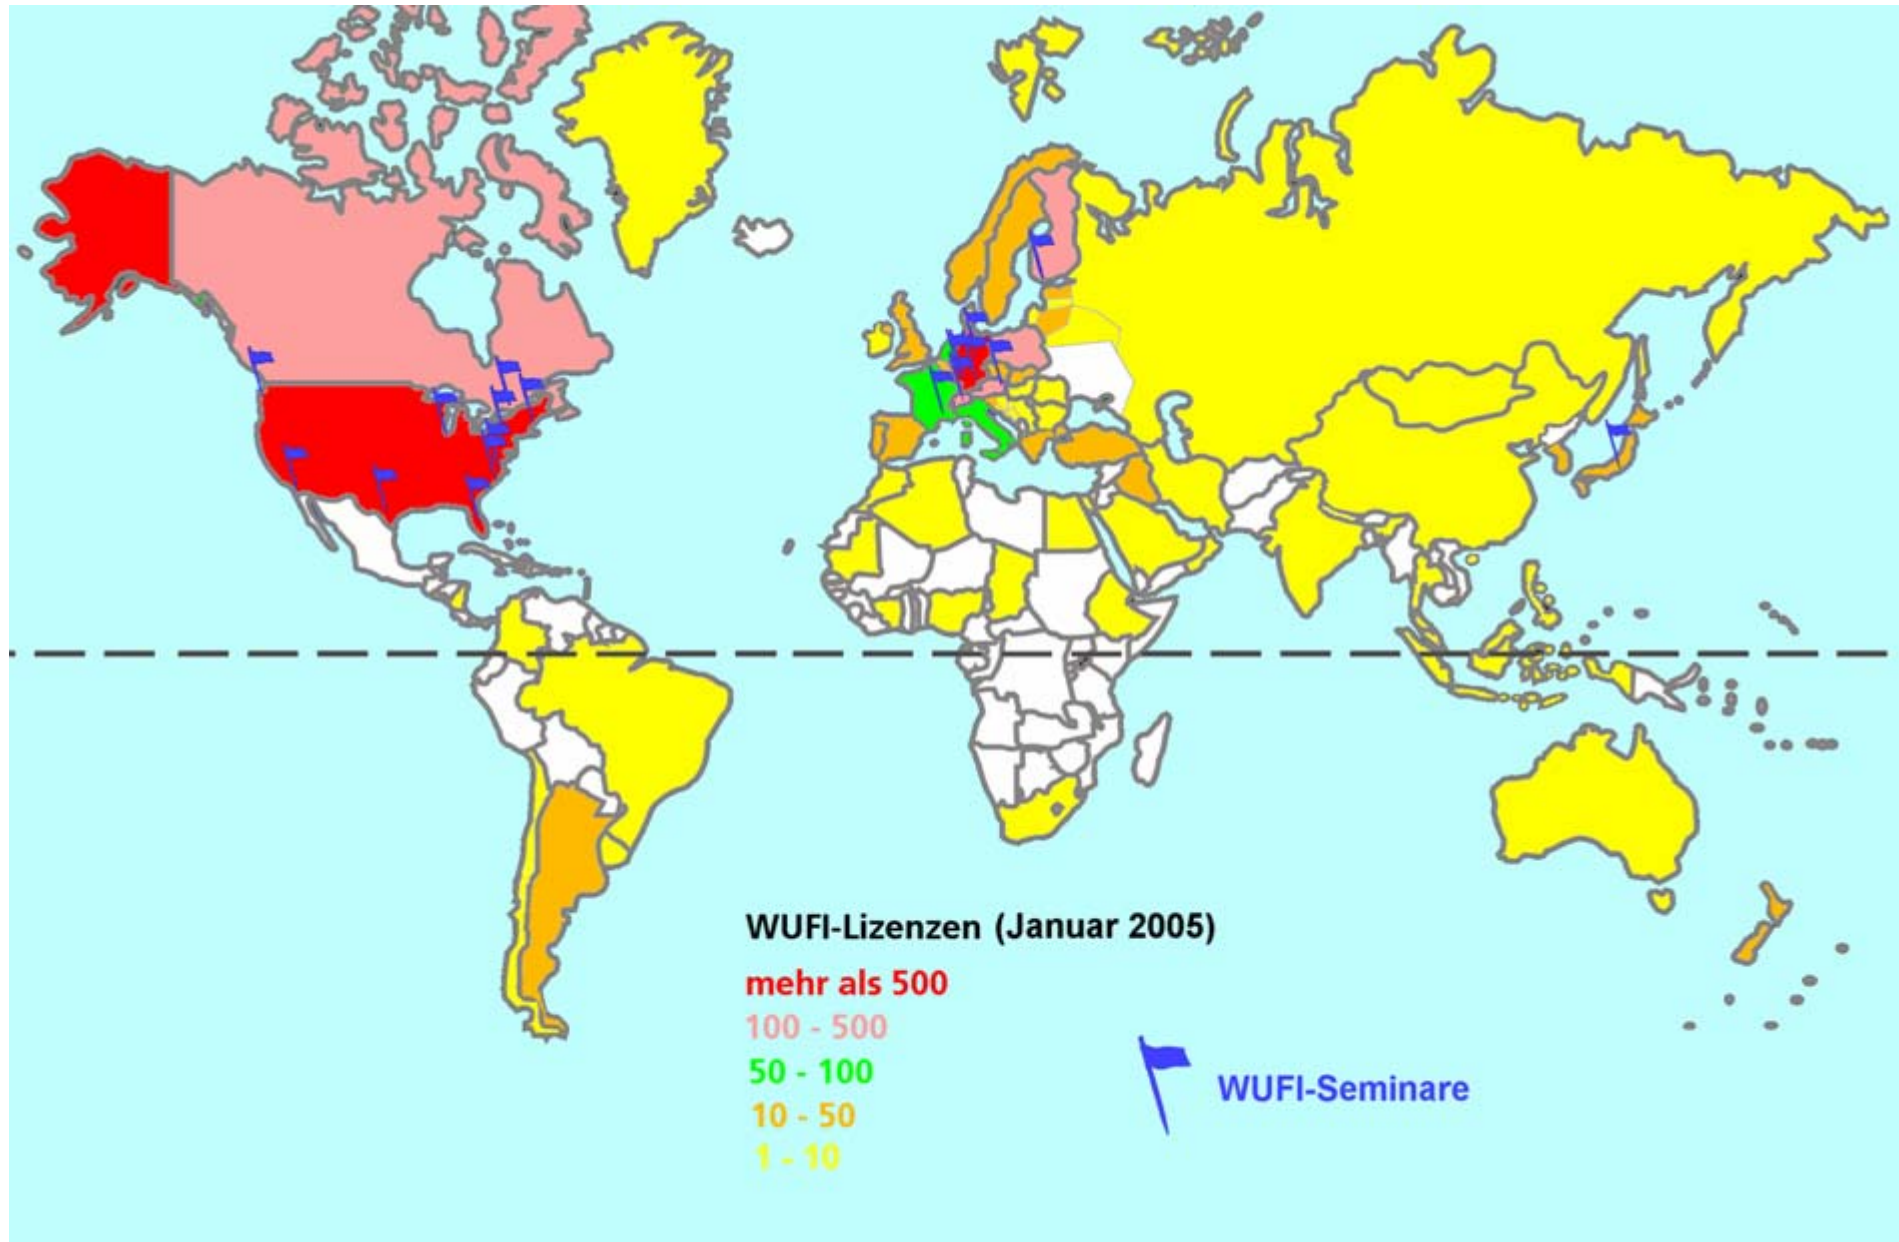 WUFI-Lizenzen (Januar 2005)
mehr als 500
100 - 500
50 - 100
10 - 50
1 - 10
WUFI-Seminare